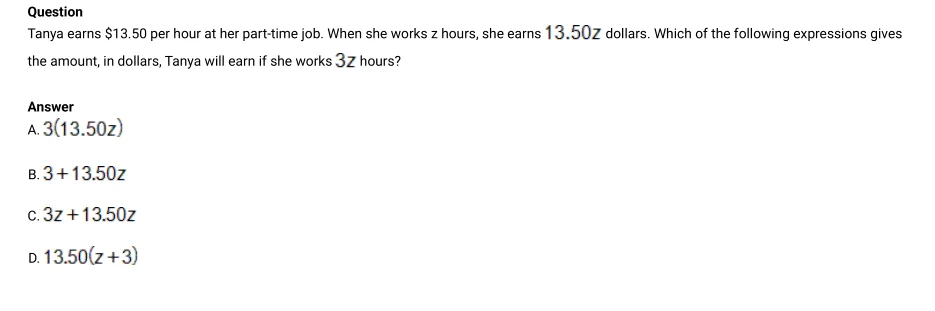 Question
Tanya earns $13.50 per hour at her part-time job. When she works z hours, she earns 13.50z dollars. Which of the following expressions gives
the amount, in dollars, Tanya will earn if she works 3z hours?
Answer
A. 3(13.50z)
B. 3+13.50z
C. 3z+13.50z
D. 13.50(z+3)